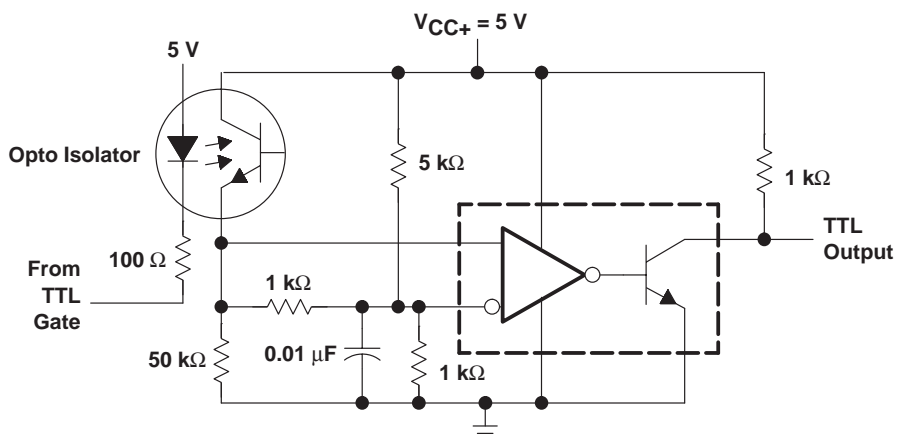 VCC+ = 5 V
5 V
Opto Isolator
5 kΩ
1 kΩ
TTL
Output
100 Ω
From
TTL
Gate
1 kΩ
50 kΩ
0.01 μF
1 kΩ